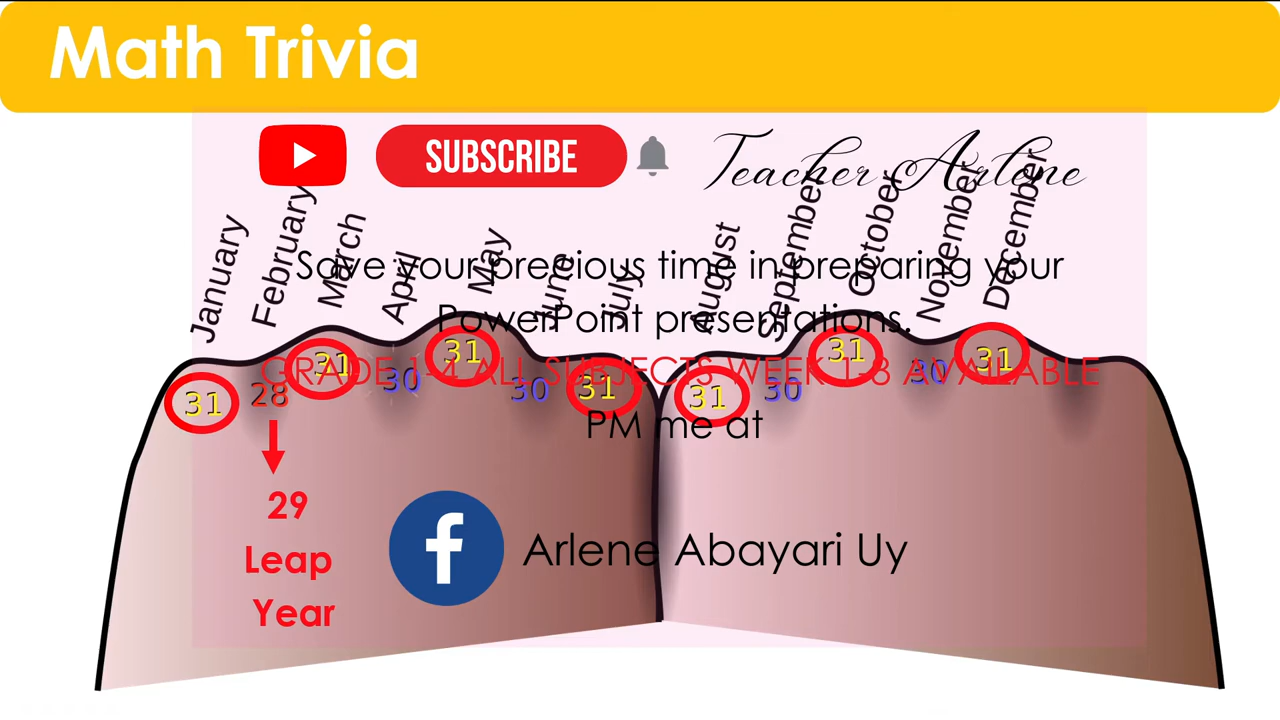 Math Trivia
SUBSCRIBE
Teacher Arlene
January
February
March
April
May
June
July
August
September
October
November
December
Save your precious time in preparing your
PowerPoint presentations.
GRADE 1-4 ALL SUBJECTS WEEK 1-8 AVAILABLE
PM me at
31
28
31
30
31
30
31
31
30
31
30
31
29
Leap
Year
f
Arlene Abayari Uy